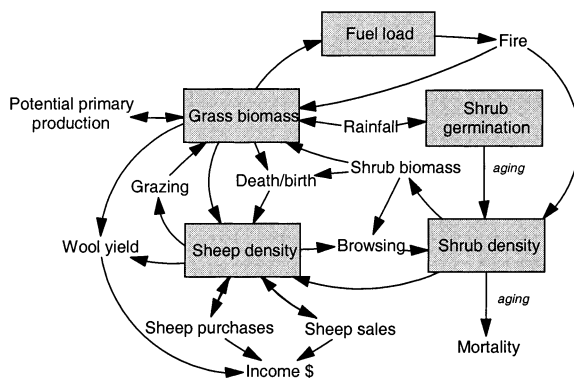 Fuel load
Fire
Potential primary
production
Grass biomass
Rainfall
Shrub
germination
Grazing
Death/birth
Shrub biomass
aging
Wool yield
Sheep density
Browsing
Shrub density
aging
Sheep purchases
Sheep sales
Mortality
Income $